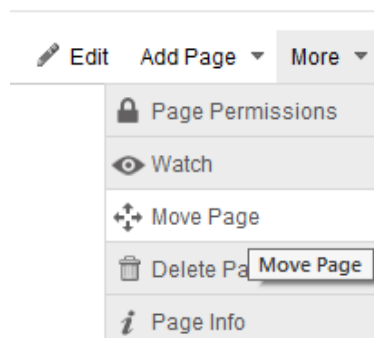 Edit Add Page More
Page Permissions
Watch
Move Page
Delete Pa Move Page
Page Info